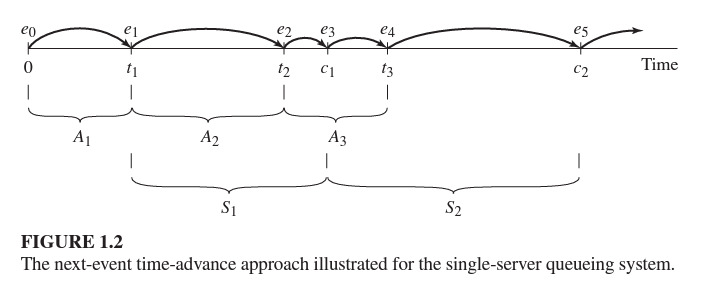 e0 e1 e2 e3 e4 e5
0 t1 t2 c1 t3 c2 Time
A1 A2 A3
S1 S2
FIGURE 1.2
The next-event time-advance approach illustrated for the single-server queueing system.